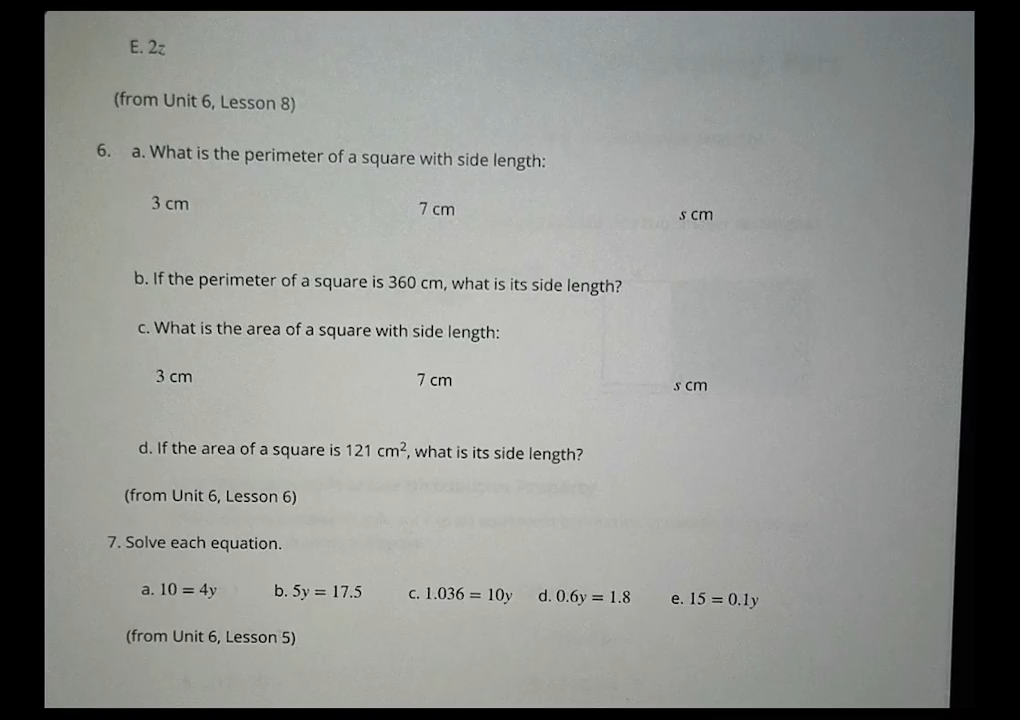 E. 2z
(from Unit 6, Lesson 8)
6. a. What is the perimeter of a square with side length:
3 cm 7 cm s cm
b. If the perimeter of a square is 360 cm, what is its side length?
c. What is the area of a square with side length:
3 cm 7 cm s cm
d. If the area of a square is 121 cm², what is its side length?
(from Unit 6, Lesson 6)
7. Solve each equation.
a. 10 = 4y b. 5y = 17.5 c. 1.036 = 10y d. 0.6y = 1.8 e. 15 = 0.1y
(from Unit 6, Lesson 5)